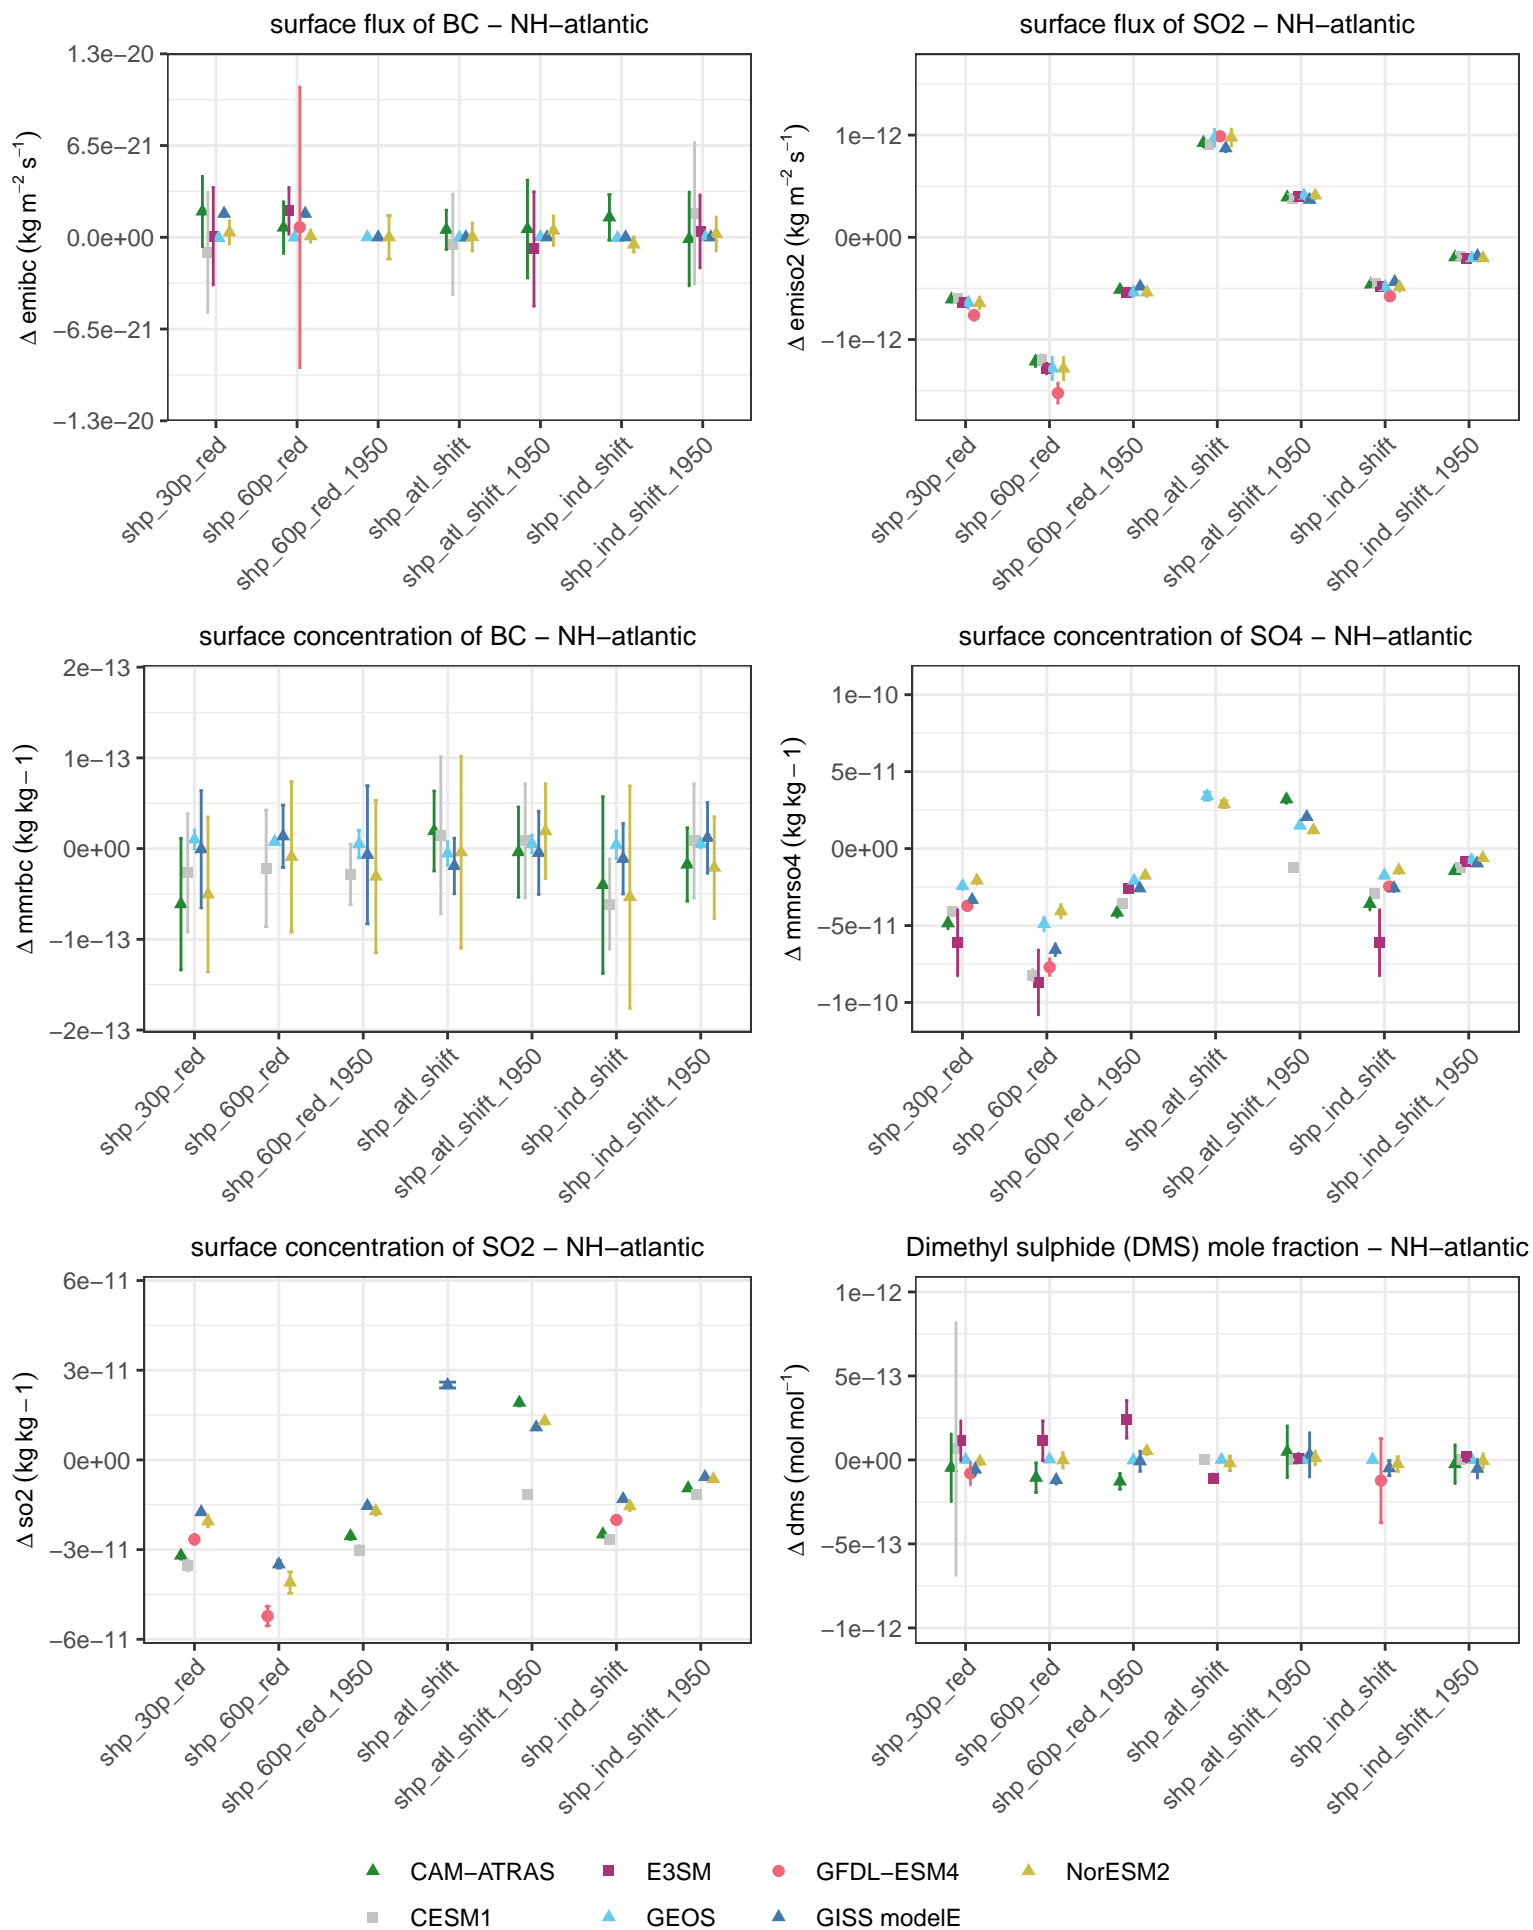 surface flux of BC − NH−atlantic
Δ emibc (kg m−2 s−1)
1.3e−20
6.5e−21
0.0e+00
−6.5e−21
−1.3e−20
shp_30p_red
shp_60p_red
shp_60p_red_1950
shp_atl_shift
shp_atl_shift_1950
shp_ind_shift
shp_ind_shift_1950
surface flux of SO2 − NH−atlantic
Δ emiso2 (kg m−2 s−1)
1e−12
0e+00
−1e−12
shp_30p_red
shp_60p_red
shp_60p_red_1950
shp_atl_shift
shp_atl_shift_1950
shp_ind_shift
shp_ind_shift_1950
surface concentration of BC − NH−atlantic
Δ mmrbc (kg kg − 1)
2e−13
1e−13
0e+00
−1e−13
−2e−13
shp_30p_red
shp_60p_red
shp_60p_red_1950
shp_atl_shift
shp_atl_shift_1950
shp_ind_shift
shp_ind_shift_1950
surface concentration of SO4 − NH−atlantic
Δ mmrso4 (kg kg − 1)
1e−10
5e−11
0e+00
−5e−11
−1e−10
shp_30p_red
shp_60p_red
shp_60p_red_1950
shp_atl_shift
shp_atl_shift_1950
shp_ind_shift
shp_ind_shift_1950
surface concentration of SO2 − NH−atlantic
Δ so2 (kg kg − 1)
6e−11
3e−11
0e+00
−3e−11
−6e−11
shp_30p_red
shp_60p_red
shp_60p_red_1950
shp_atl_shift
shp_atl_shift_1950
shp_ind_shift
shp_ind_shift_1950
Dimethyl sulphide (DMS) mole fraction − NH−atlantic
Δ dms (mol mol−1)
1e−12
5e−13
0e+00
−5e−13
−1e−12
shp_30p_red
shp_60p_red
shp_60p_red_1950
shp_atl_shift
shp_atl_shift_1950
shp_ind_shift
shp_ind_shift_1950
CAM−ATRAS E3SM GFDL−ESM4 NorESM2
CESM1 GEOS GISS modelE